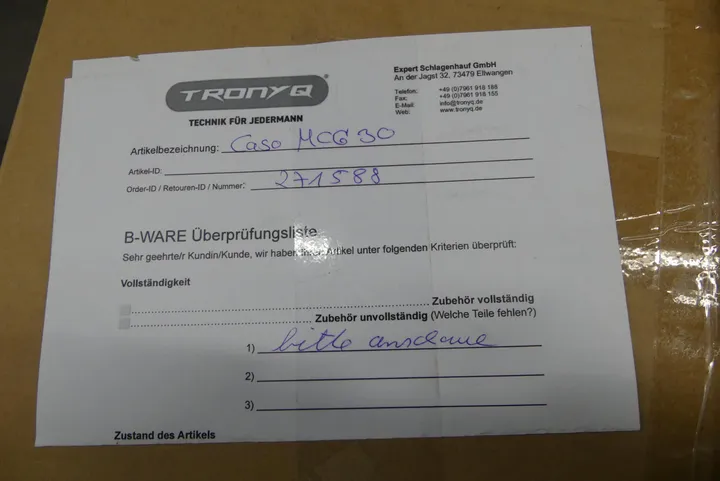 TRONYQ®
TECHNIK FÜR JEDERMANN
Expert Schlagenhauf GmbH
An der Jagst 32, 73479 Ellwangen
Telefon: +49 (0)7961 918 188
Fax: +49 (0)7961 918 155
E-Mail: info@tronyq.de
Web: www.tronyq.de
Artikelbezeichnung: Caso MCG 30
Artikel-ID:
Order-ID / Retouren-ID / Nummer: 271588
B-WARE Überprüfungsliste
Sehr geehrte/r Kundin/Kunde, wir haben Ihren Artikel unter folgenden Kriterien überprüft:
Vollständigkeit
Zubehör vollständig
Zubehör unvollständig (Welche Teile fehlen?)
1) bitte anschaue
2)
3)
Zustand des Artikels